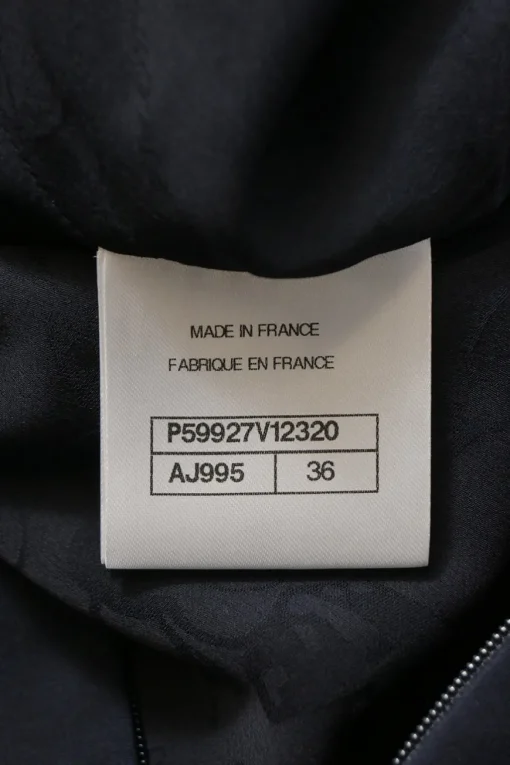 MADE IN FRANCE
FABRIQUE EN FRANCE
P59927V12320
AJ995 36